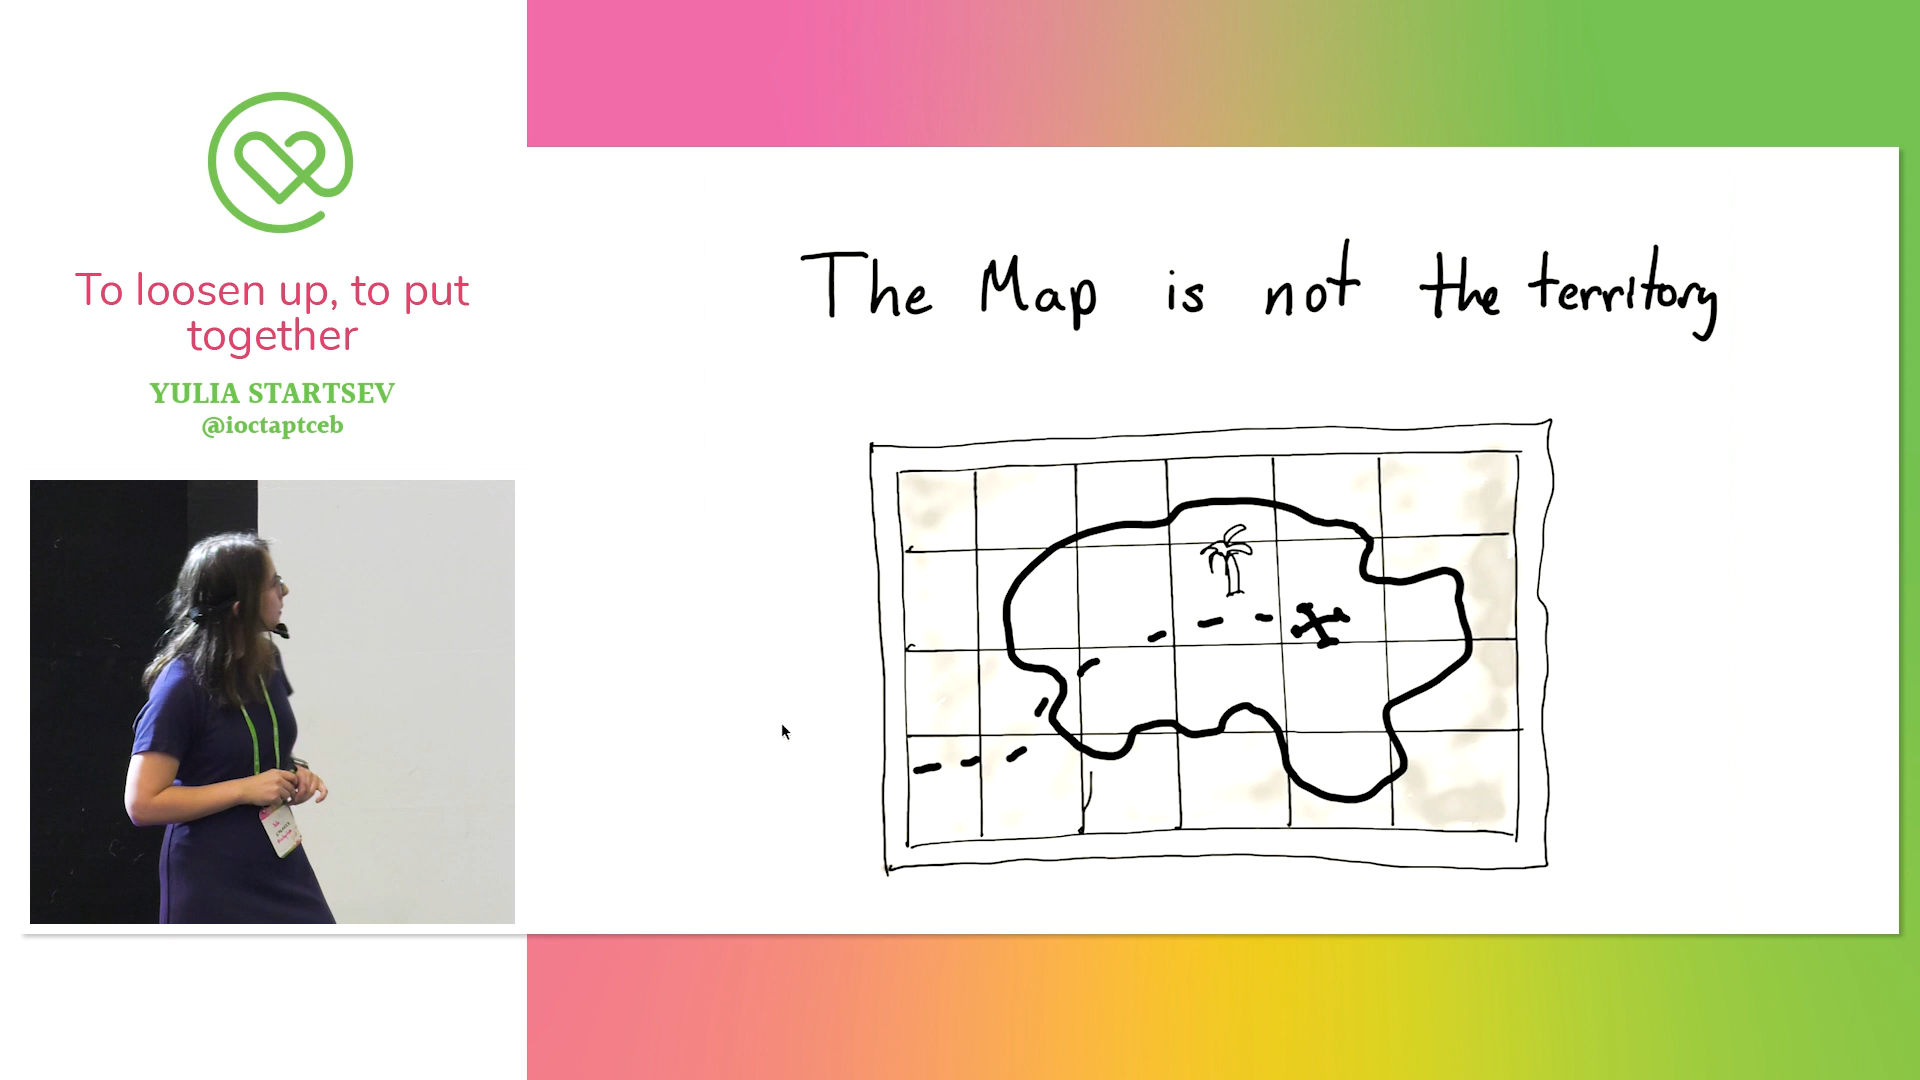 To loosen up, to put
together
YULIA STARTSEV
@ioctaptceb
The Map is not the territory